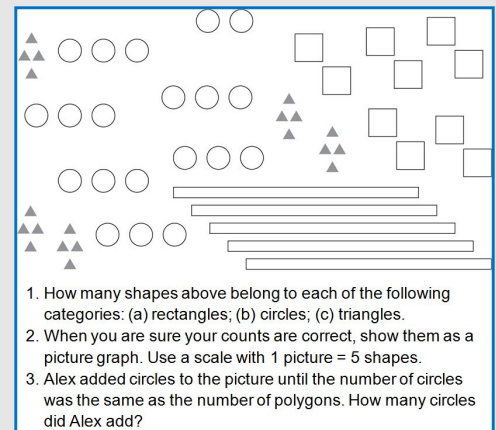 1. How many shapes above belong to each of the following
categories: (a) rectangles; (b) circles; (c) triangles.
2. When you are sure your counts are correct, show them as a
picture graph. Use a scale with 1 picture = 5 shapes.
3. Alex added circles to the picture until the number of circles
was the same as the number of polygons. How many circles
did Alex add?